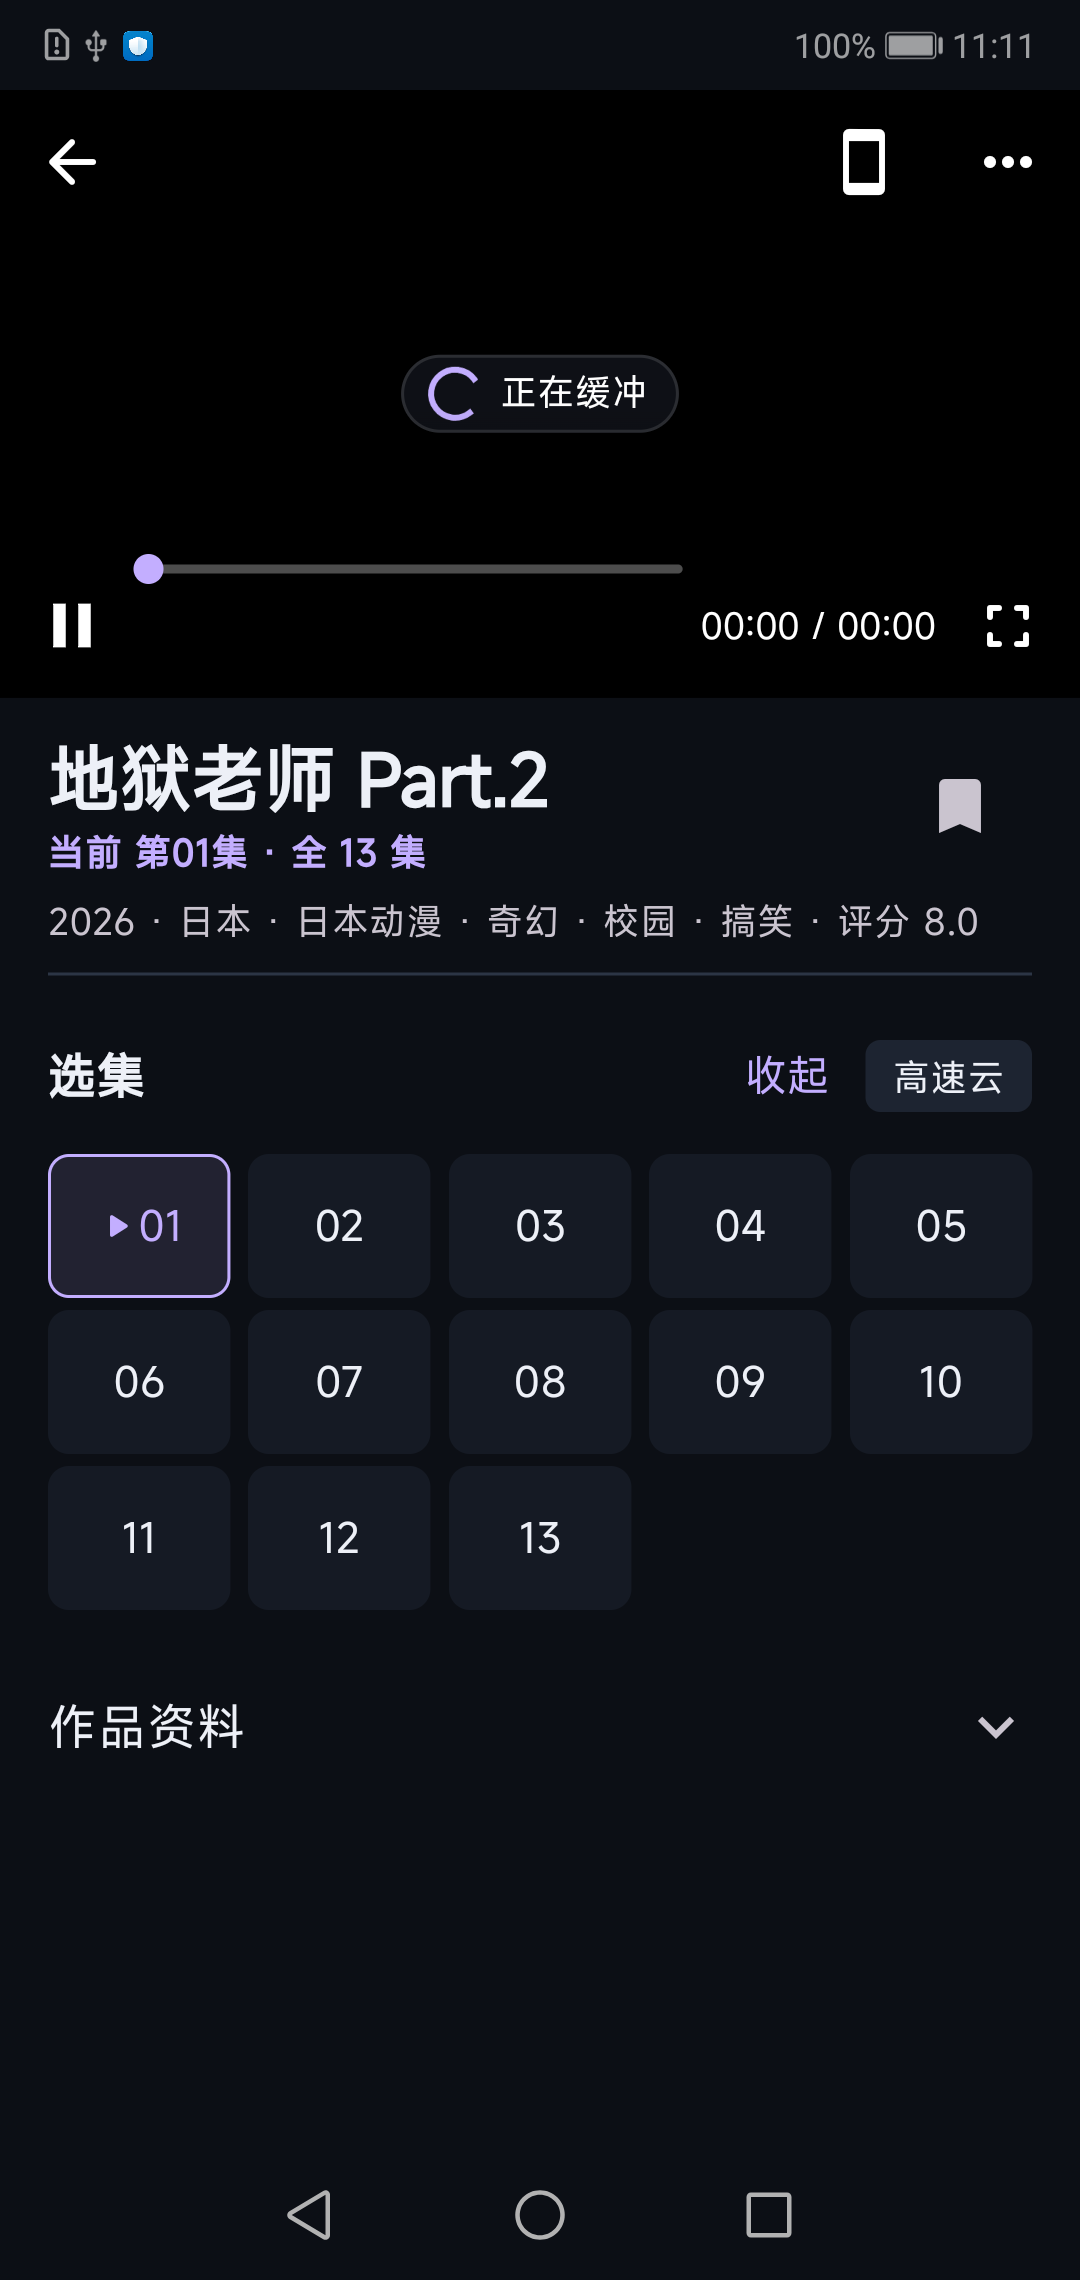 100% 11:11
正在缓冲
00:00 / 00:00
地狱老师 Part.2
当前 第01集 · 全 13 集
2026 · 日本 · 日本动漫 · 奇幻 · 校园 · 搞笑 · 评分 8.0
选集 收起 高速云
01 02 03 04 05
06 07 08 09 10
11 12 13
作品资料